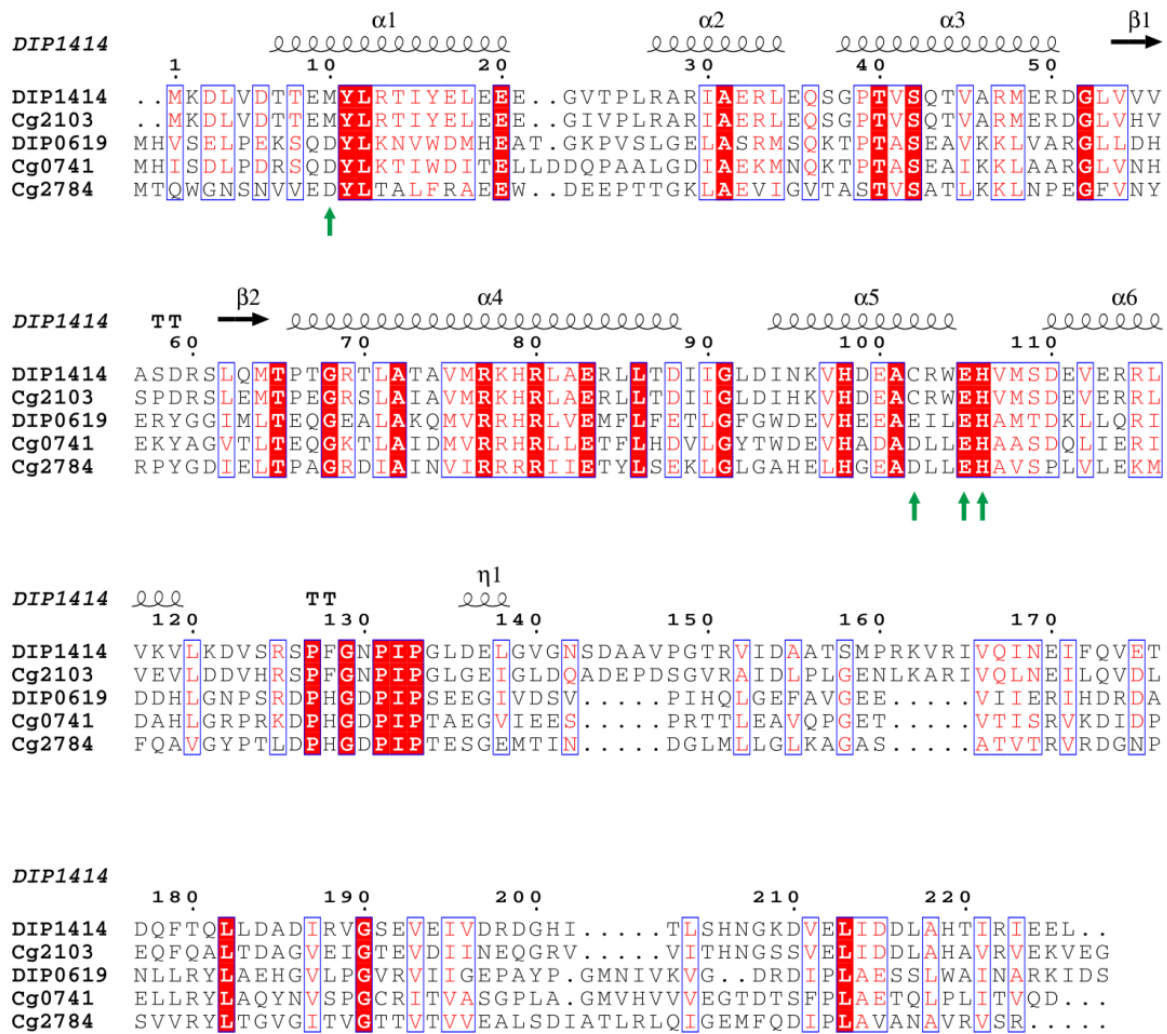 α1 α2 α3 β1
DIP1414
1 10 20 30 40 50
DIP1414 ..MKDLVDTTEMYLRTIYELEEE..GVTPLRARIAERLEQSGPTVSQTVARMERDGLVVV
Cg2103 ..MKDLVDTTEMYLRTIYELEEE..GIVPLRARIAERLEQSGPTVSQTVARMERDGLVHV
DIP0619 MHVSELPEKSQDYLKNVWDMHEAT.GKPVSLGELASRMSQKTPTASEAVKKLVARGLLDH
Cg0741 MHISDLPDRSQDYLKTIWDITELLDDQPAALGDIAEKMNQKTPTASEAIKKLAARGLVNH
Cg2784 MTQWGNSNVVEDYLTALFRAEEW..DEEPTTGKLAEVIGVTASTVSATLKKLNPEGFVNY
β2 α4 α5 α6
DIP1414 TT
60 70 80 90 100 110
DIP1414 ASDRSLQMTPTGRTLATAVMRKHRLAERLLTDIIGLDINKVHDEACRWEHVMSDEVERRL
Cg2103 SPDRSLEMTPEGRSLAIAVMRKHRLAERLLTDIIGLDIHKVHDEACRWEHVMSDEVERRL
DIP0619 ERYGGIMLTEQGEALAKQMVRRHRLVEMFLFETLGFGWDEVHEEAEILEHAMTDKLLQRI
Cg0741 EKYAGVTLTEQGKTLAIDMVRRHRLLETFLHDVLGYTWDEVHADADLLEHAASDQLIERI
Cg2784 RPYGDIELTPAGRDIAINVIRRRRIIETYLSEKLGLGAHELHGEADLLEHAVSPLVLEKM
η1
DIP1414 TT
120 130 140 150 160 170
DIP1414 VKVLKDVSRSPFGNPIPGLDELGVGNSDAAVPGTRVIDAATSMPRKVRIVQINEIFQVET
Cg2103 VEVLDDVHRSPFGNPIPGLGEIGLDQADEPDSGVRAIDLPLGENLKARIVQLNEILQVDL
DIP0619 DDHLGNPSRDPHGDPIPSEEGIVDSV.....PIHQLGEFAVGEE.....VIIERIHDRDA
Cg0741 DAHLGRPRKDPHGDPIPTAEGVIEES.....PRTTLEAVQPGET.....VTISRVKDIDP
Cg2784 FQAVGYPTLDPHGDPIPTESGEMTIN.....DGLMLLGLKAGAS.....ATVTRVRDGNP
DIP1414
180 190 200 210 220
DIP1414 DQFTQLLDADIRVGSEVEIVDRDGHI.....TLSHNGKDVELIDDLAHTIRIEEL..
Cg2103 EQFQALTDAGVEIGTEVDIINEQGRV.....VITHNGSSVELIDDLAHAVRVEKVEG
DIP0619 NLLRYLAEHGVLPGVRVIIGEPAYP.GMNIVKVG..DRDIPLAESSLWAINARKIDS
Cg0741 ELLRYLAQYNVSPGCRITVASGPLA.GMVHVVVEGTDTSFPLAETQLPLITVQD...
Cg2784 SVVRYLTGVGITVGTTVTVVEALSDIATLRLQIGEMFQDIPLAVANAVRVSR.....